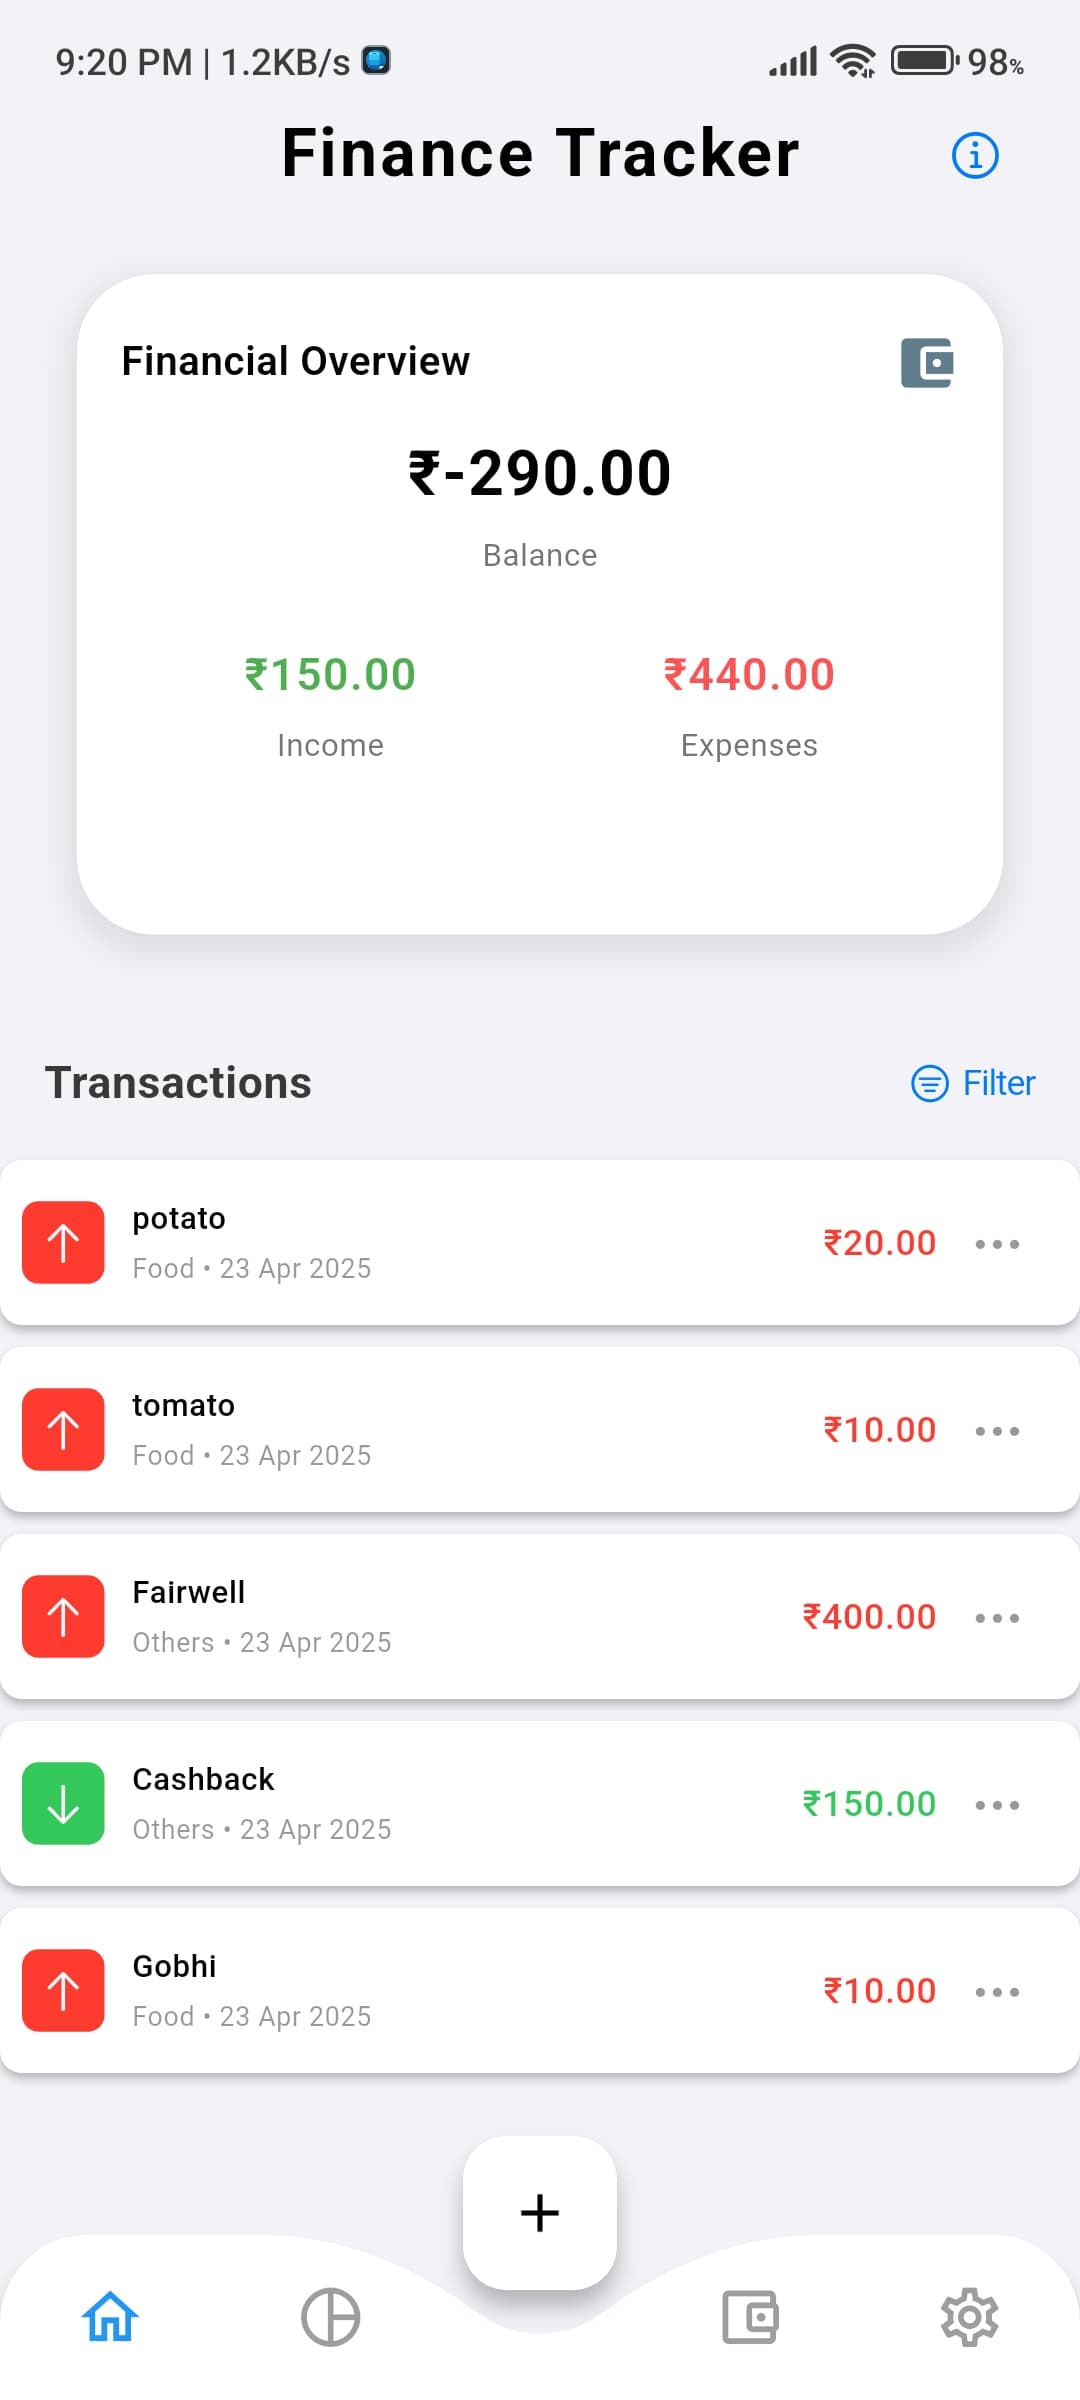 9:20 PM | 1.2KB/s 98%
Finance Tracker
Financial Overview
₹-290.00
Balance
₹150.00 ₹440.00
Income Expenses
Transactions Filter
potato
₹20.00
Food • 23 Apr 2025
tomato
₹10.00
Food • 23 Apr 2025
Fairwell
₹400.00
Others • 23 Apr 2025
Cashback
₹150.00
Others • 23 Apr 2025
Gobhi
₹10.00
Food • 23 Apr 2025